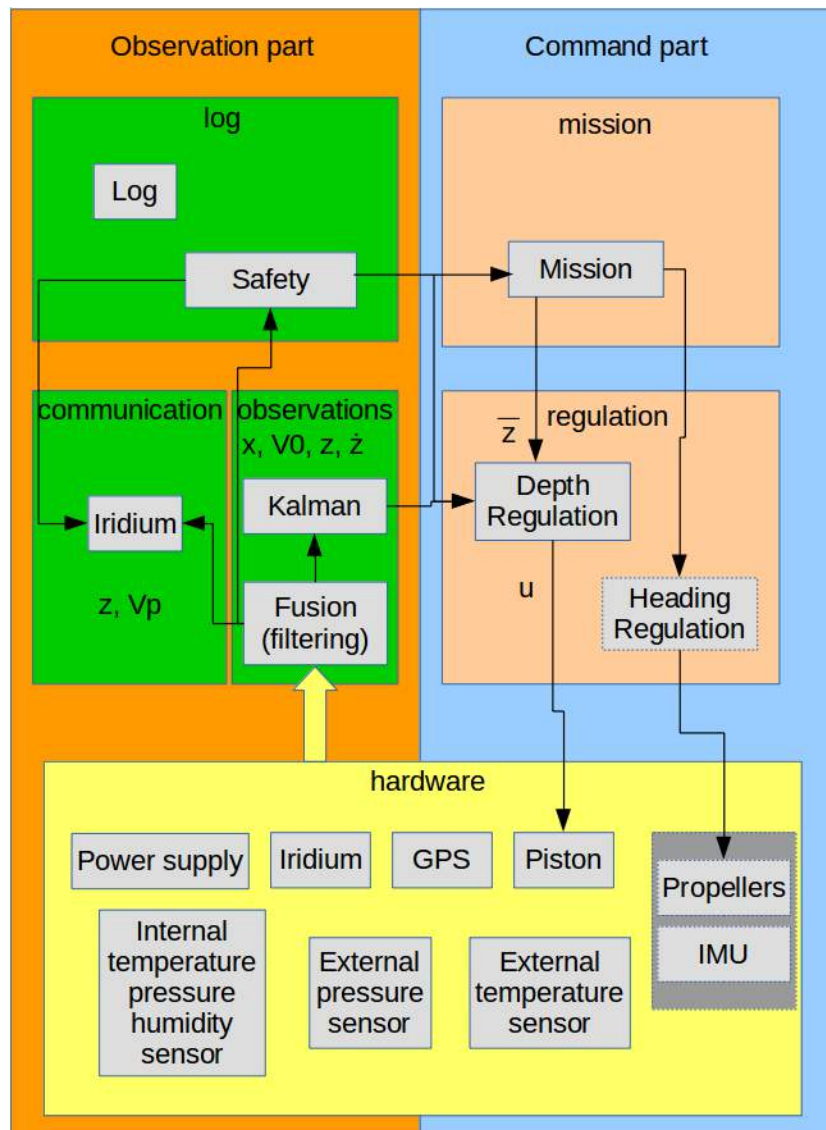 Observation part
Command part
log
mission
Log
Safety
Mission
communication
observations
x, V0, z, ż
z̅
regulation
Kalman
Depth
Regulation
Iridium
z, Vp
Fusion
(filtering)
u
Heading
Regulation
hardware
Power supply
Iridium
GPS
Piston
Propellers
IMU
Internal
temperature
pressure
humidity
sensor
External
pressure
sensor
External
temperature
sensor